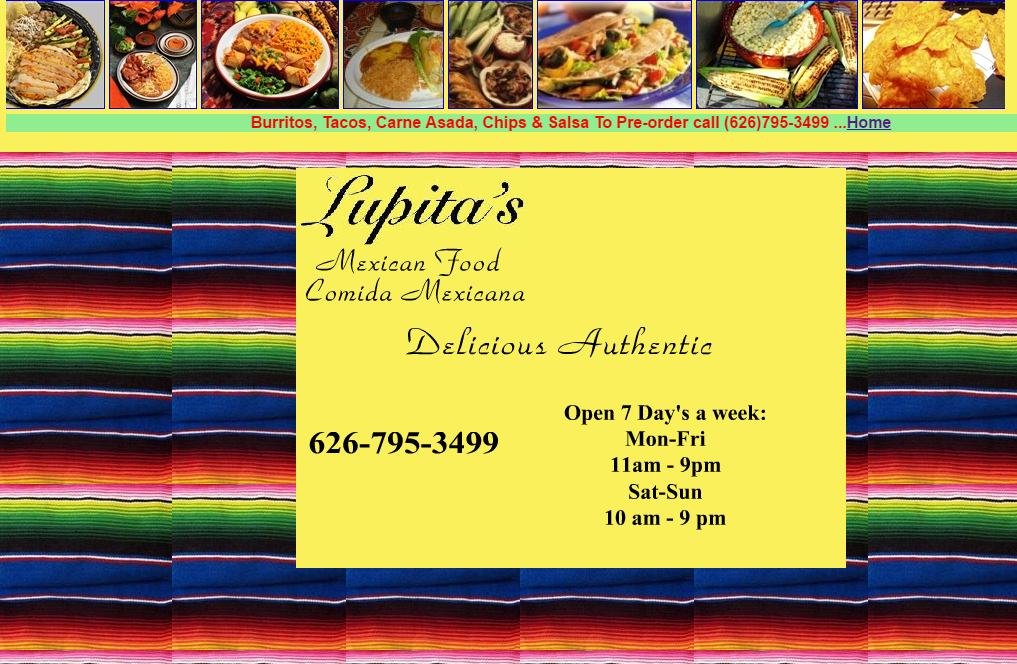 Burritos, Tacos, Carne Asada, Chips & Salsa To Pre-order call (626)795-3499 ...Home
Lupita's
Mexican Food
Comida Mexicana
Delicious Authentic
626-795-3499
Open 7 Day's a week:
Mon-Fri
11am - 9pm
Sat-Sun
10 am - 9 pm